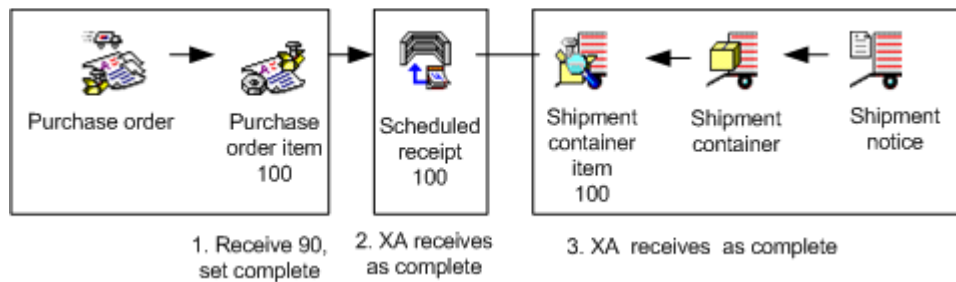 Purchase order
Purchase
order item
100
Scheduled
receipt
100
Shipment
container
item
100
Shipment
container
Shipment
notice
1. Receive 90,
set complete
2. XA receives
as complete
3. XA receives as complete